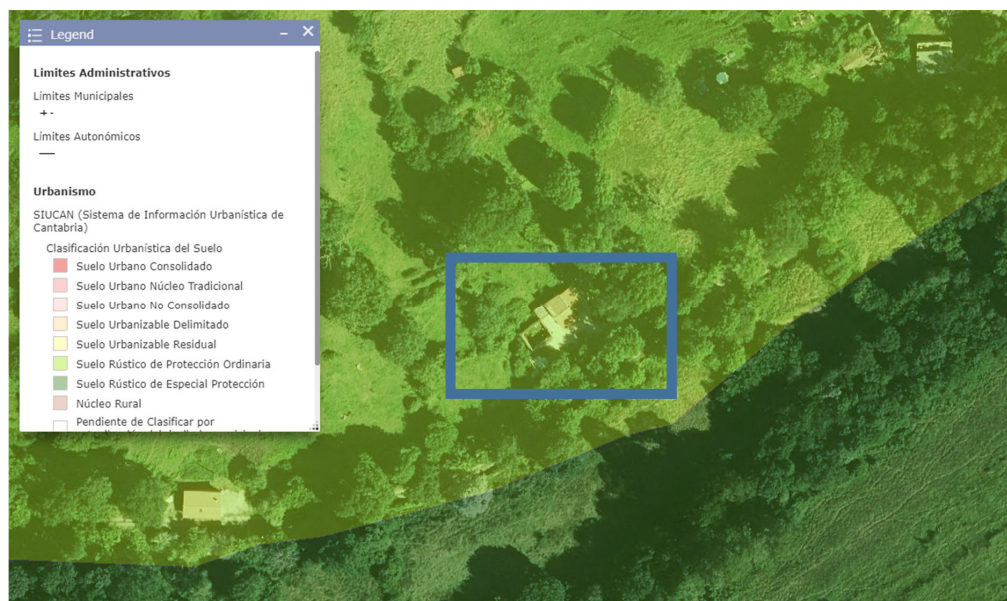 Legend
Limites Administrativos
Límites Municipales
Límites Autonómicos
Urbanismo
SIUCAN (Sistema de Información Urbanística de
Cantabria)
Clasificación Urbanística del Suelo
Suelo Urbano Consolidado
Suelo Urbano Núcleo Tradicional
Suelo Urbano No Consolidado
Suelo Urbanizable Delimitado
Suelo Urbanizable Residual
Suelo Rústico de Protección Ordinaria
Suelo Rústico de Especial Protección
Núcleo Rural
Pendiente de Clasificar por